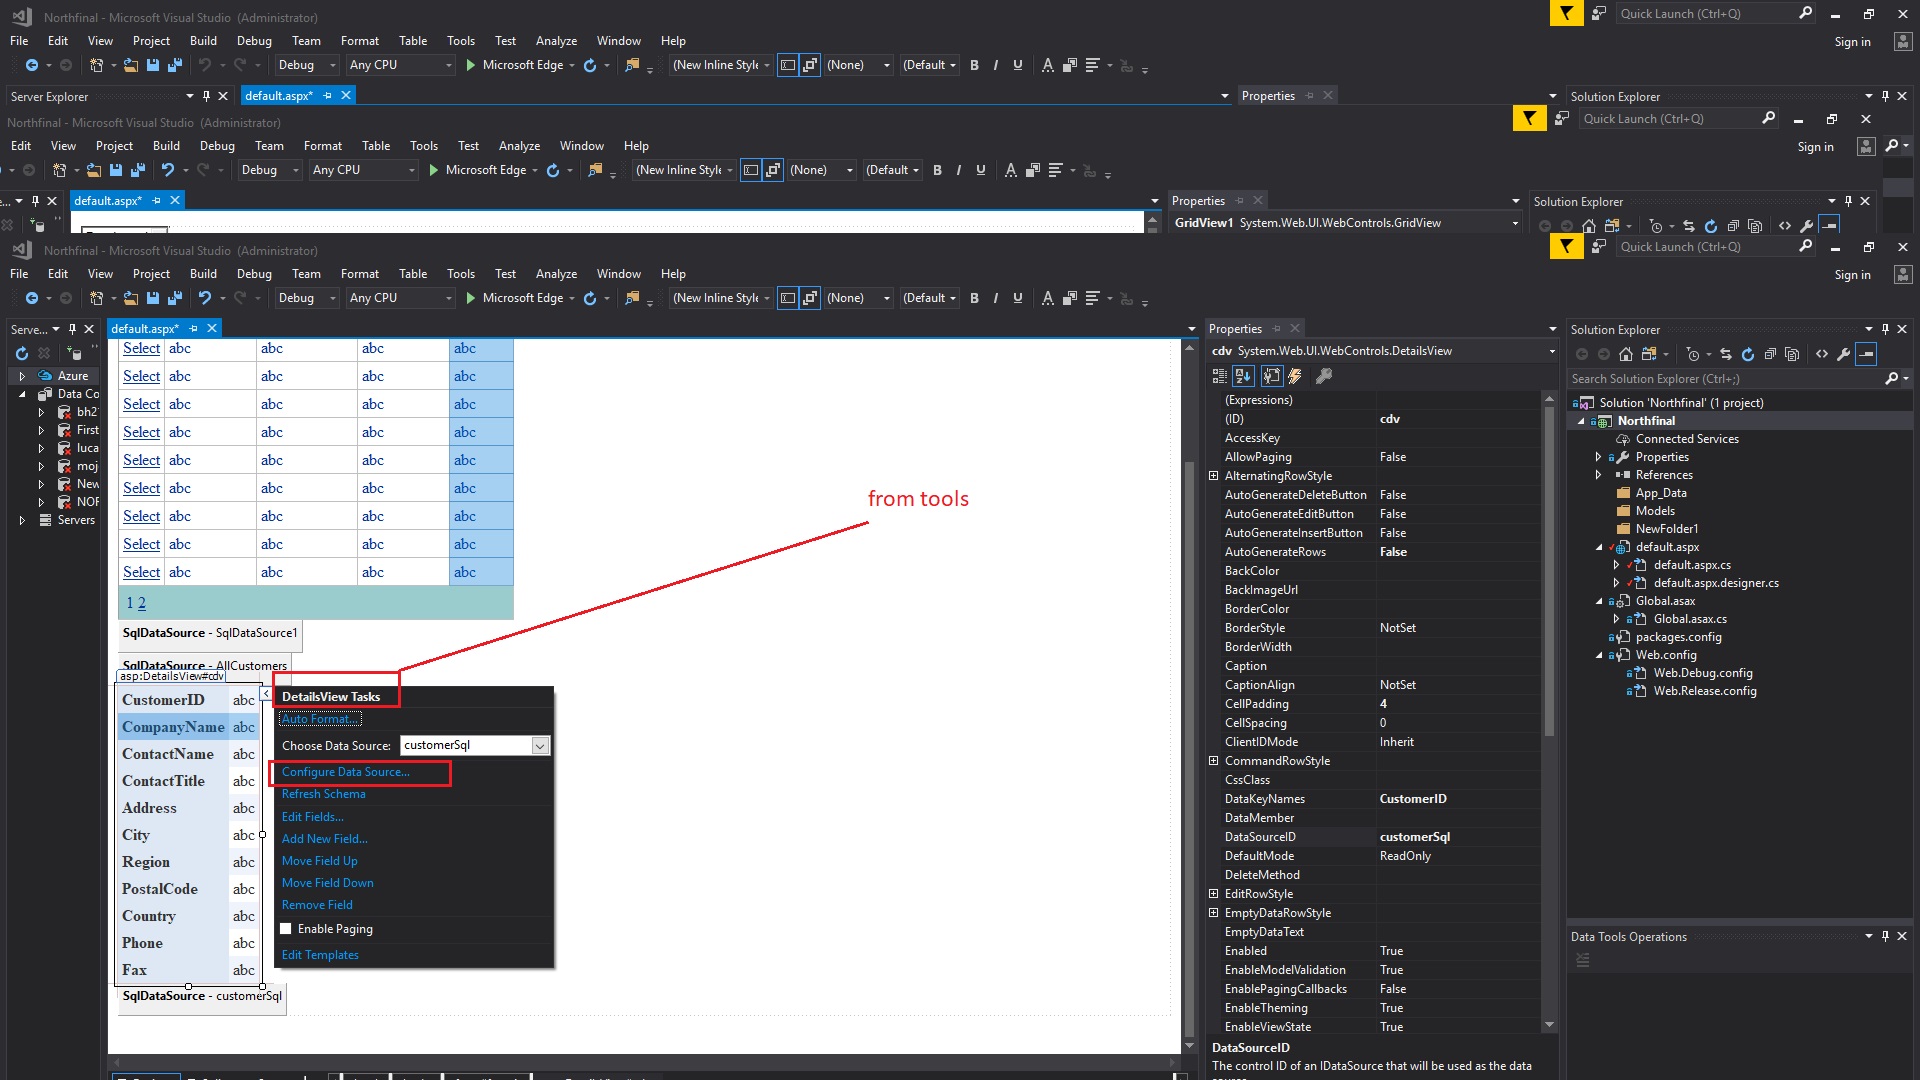 Northfinal - Microsoft Visual Studio (Administrator)
Quick Launch (Ctrl+Q)
File Edit View Project Build Debug Team Format Table Tools Test Analyze Window Help
Sign in
Debug Any CPU Microsoft Edge (New Inline Style (None) (Default B I U A
Server Explorer default.aspx* Properties Solution Explorer
Northfinal - Microsoft Visual Studio (Administrator)
Quick Launch (Ctrl+Q)
Edit View Project Build Debug Team Format Table Tools Test Analyze Window Help
Sign in
Debug Any CPU Microsoft Edge (New Inline Style (None) (Default B I U A
e... default.aspx* Properties Solution Explorer
GridView1 System.Web.UI.WebControls.GridView
Northfinal - Microsoft Visual Studio (Administrator)
Quick Launch (Ctrl+Q)
File Edit View Project Build Debug Team Format Table Tools Test Analyze Window Help
Sign in
Debug Any CPU Microsoft Edge (New Inline Style (None) (Default B I U A
Serve... default.aspx*
Azure
Data Co
bh2
First
luca
moj
New
NOF
Servers
Select abc abc abc abc
Select abc abc abc abc
Select abc abc abc abc
Select abc abc abc abc
Select abc abc abc abc
Select abc abc abc abc
Select abc abc abc abc
Select abc abc abc abc
Select abc abc abc abc
1 2
SqlDataSource - SqlDataSource1
SqlDataSource - AllCustomers
asp:DetailsView#cdv
CustomerID abc
CompanyName abc
ContactName abc
ContactTitle abc
Address abc
City abc
Region abc
PostalCode abc
Country abc
Phone abc
Fax abc
SqlDataSource - customerSql
DetailsView Tasks
Auto Format...
Choose Data Source: customerSql
Configure Data Source...
Refresh Schema
Edit Fields...
Add New Field...
Move Field Up
Move Field Down
Remove Field
Enable Paging
Edit Templates
from tools
Properties
cdv System.Web.UI.WebControls.DetailsView
(Expressions)
(ID) cdv
AccessKey
AllowPaging False
AlternatingRowStyle
AutoGenerateDeleteButton False
AutoGenerateEditButton False
AutoGenerateInsertButton False
AutoGenerateRows False
BackColor
BackImageUrl
BorderColor
BorderStyle NotSet
BorderWidth
Caption
CaptionAlign NotSet
CellPadding 4
CellSpacing 0
ClientIDMode Inherit
CommandRowStyle
CssClass
DataKeyNames CustomerID
DataMember
DataSourceID customerSql
DefaultMode ReadOnly
DeleteMethod
EditRowStyle
EmptyDataRowStyle
EmptyDataText
Enabled True
EnableModelValidation True
EnablePagingCallbacks False
EnableTheming True
EnableViewState True
DataSourceID
The control ID of an IDataSource that will be used as the data
Solution Explorer
Search Solution Explorer (Ctrl+;)
Solution 'Northfinal' (1 project)
Northfinal
Connected Services
Properties
References
App_Data
Models
NewFolder1
default.aspx
default.aspx.cs
default.aspx.designer.cs
Global.asax
Global.asax.cs
packages.config
Web.config
Web.Debug.config
Web.Release.config
Data Tools Operations